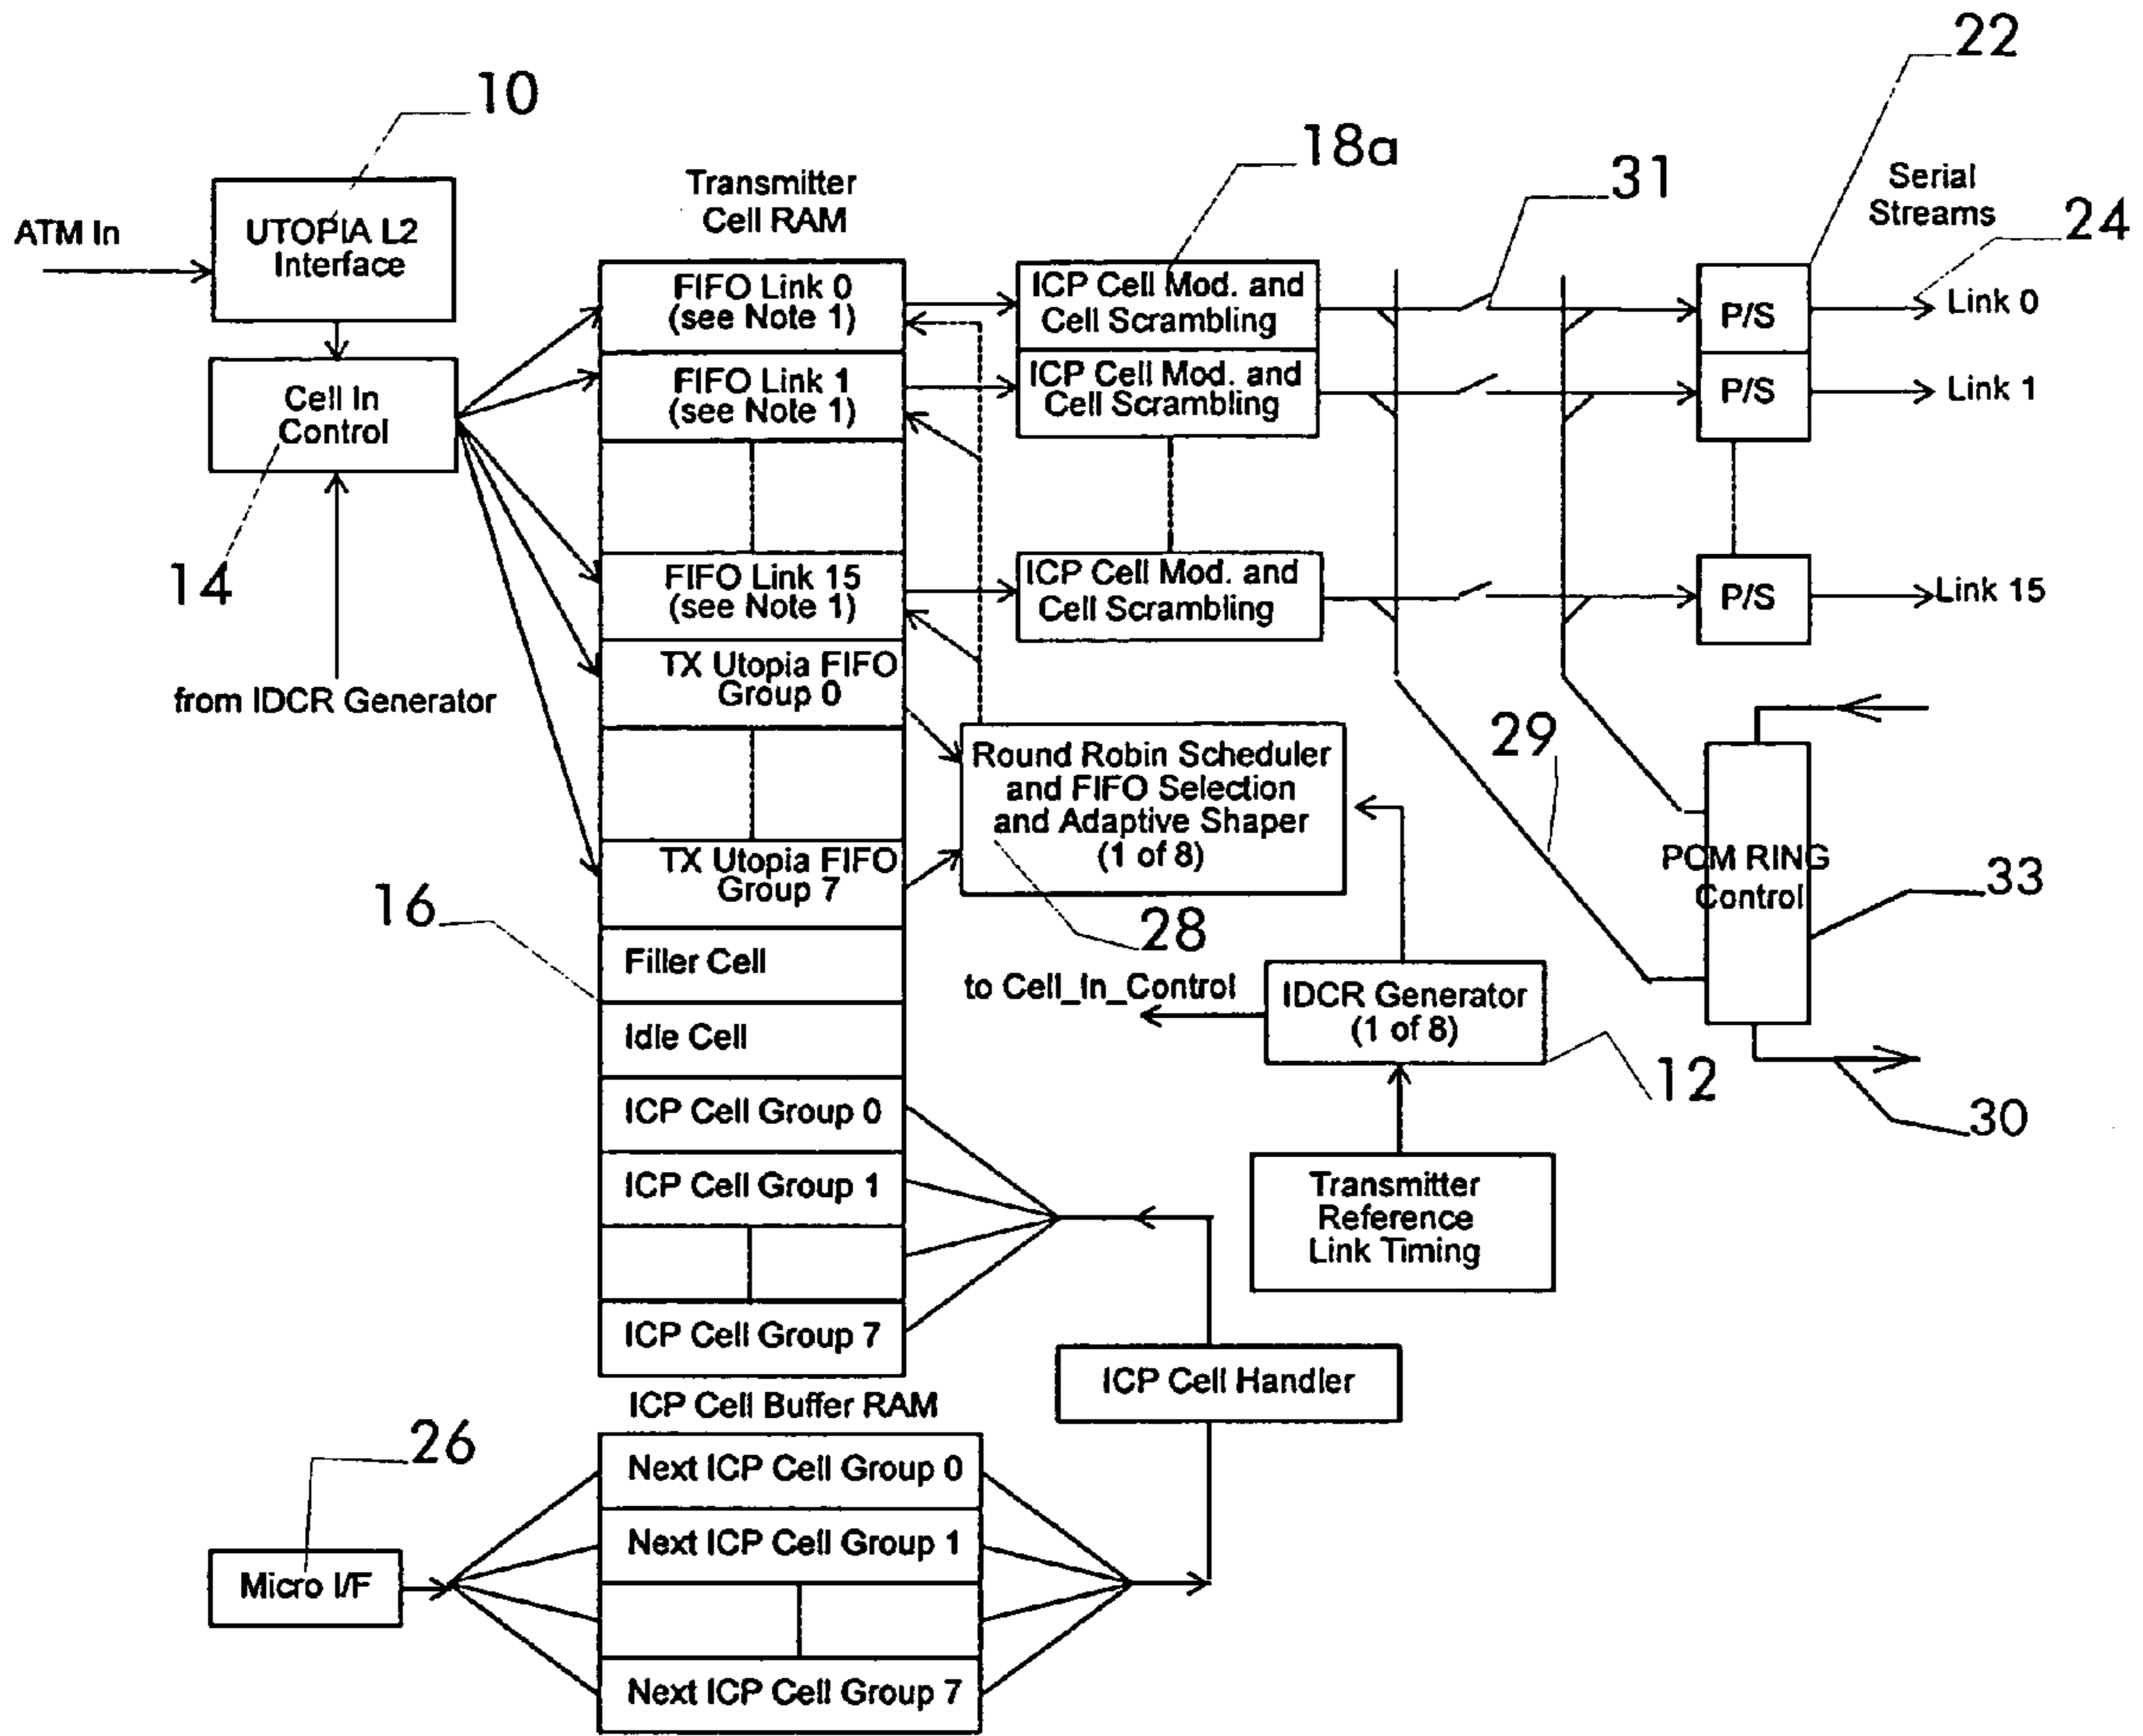 22
10
18a
31
Serial
Streams
24
Transmitter
Cell RAM
ATM In
UTOPIA L2
Interface
FIFO Link 0
(see Note 1)
ICP Cell Mod. and
Cell Scrambling
P/S
Link 0
Cell In
Control
FIFO Link 1
(see Note 1)
ICP Cell Mod. and
Cell Scrambling
P/S
Link 1
14
FIFO Link 15
(see Note 1)
ICP Cell Mod. and
Cell Scrambling
P/S
Link 15
from IDCR Generator
TX Utopia FIFO
Group 0
Round Robin Scheduler
and FIFO Selection
and Adaptive Shaper
(1 of 8)
29
PCM RING
Control
33
TX Utopia FIFO
Group 7
16
28
Filler Cell
to Cell_In_Control
IDCR Generator
(1 of 8)
Idle Cell
12
30
ICP Cell Group 0
ICP Cell Group 1
Transmitter
Reference
Link Timing
ICP Cell Group 7
ICP Cell Handler
ICP Cell Buffer RAM
26
Next ICP Cell Group 0
Next ICP Cell Group 1
Micro I/F
Next ICP Cell Group 7